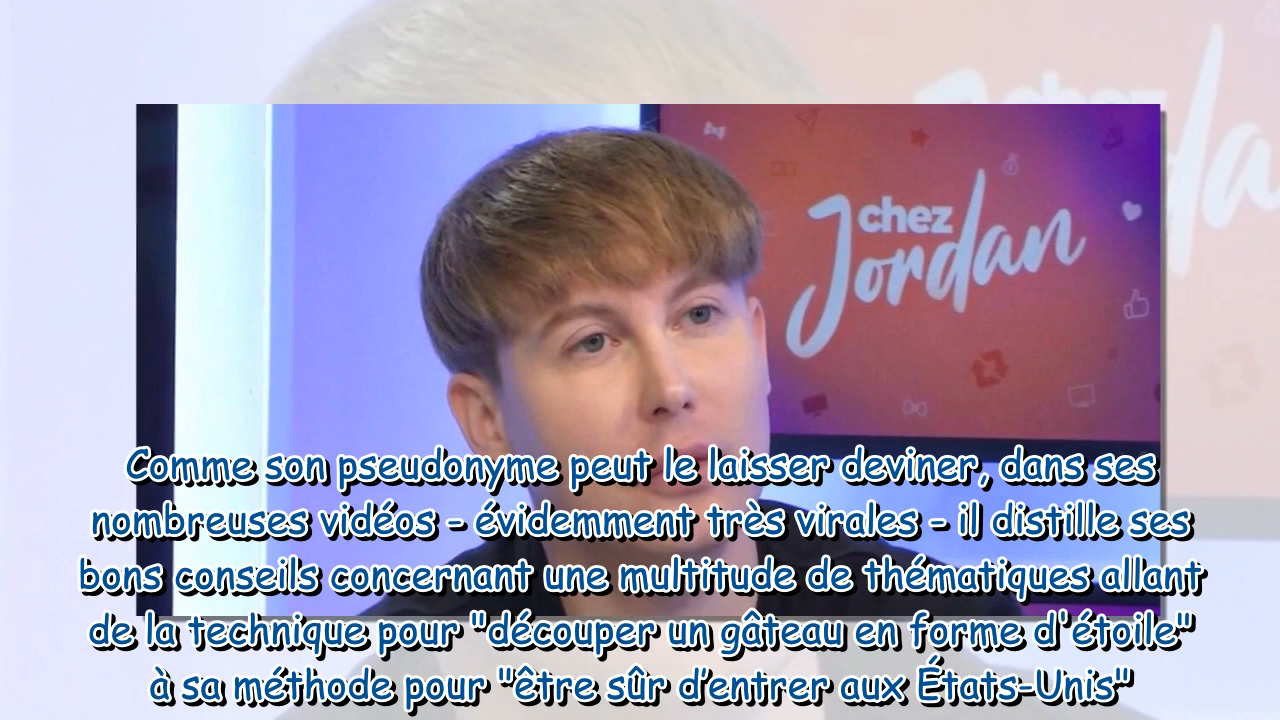 chez
Jordan
Comme son pseudonyme peut le laisser deviner, dans ses
nombreuses vidéos - évidemment très virales - il distille ses
bons conseils concernant une multitude de thématiques allant
de la technique pour "découper un gâteau en forme d'étoile"
à sa méthode pour "être sûr d'entrer aux États-Unis"